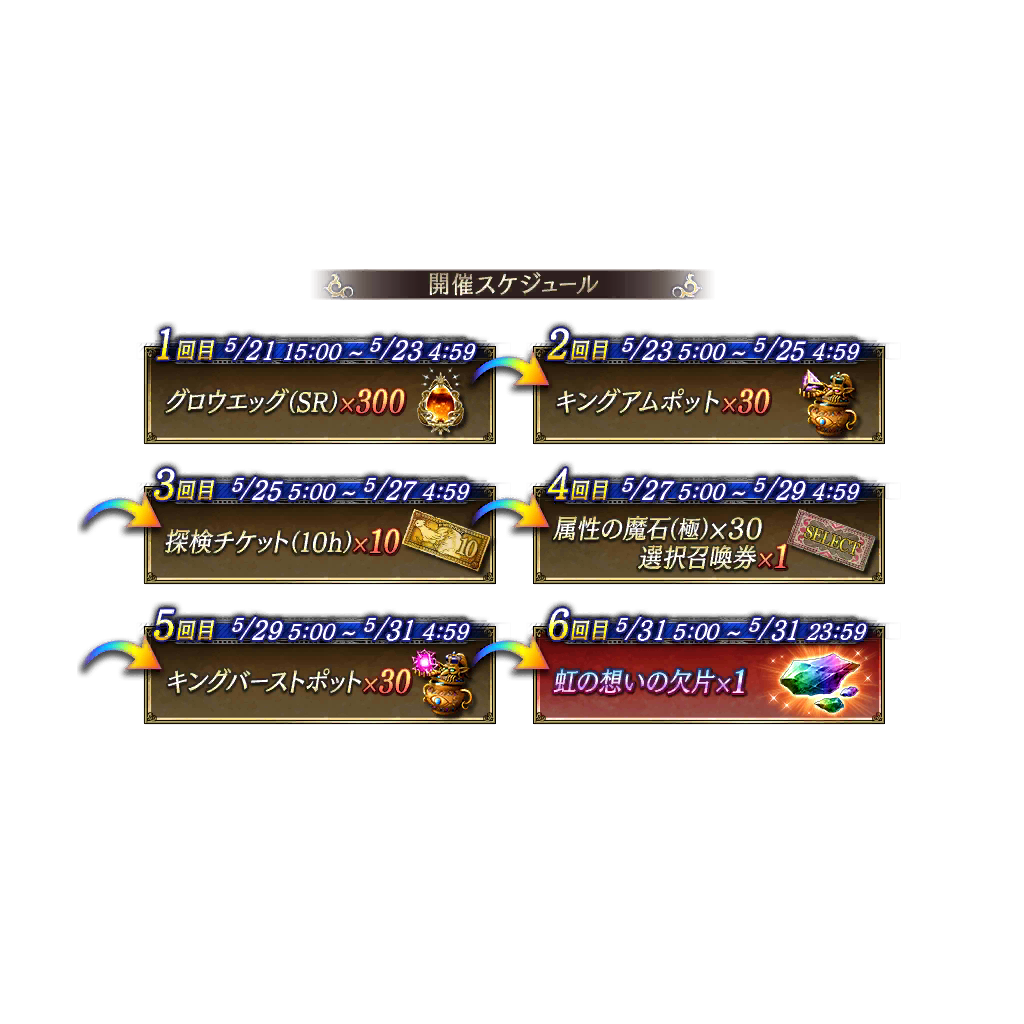 開催スケジュール
1回目 5/21 15:00 ~ 5/23 4:59
グロウエッグ(SR)×300
2回目 5/23 5:00 ~ 5/25 4:59
キングアムポット×30
3回目 5/25 5:00 ~ 5/27 4:59
探検チケット(10h)×10
10
4回目 5/27 5:00 ~ 5/29 4:59
属性の魔石(極)×30
選択召喚券×1
SELECT
5回目 5/29 5:00 ~ 5/31 4:59
キングバーストポット×30
6回目 5/31 5:00 ~ 5/31 23:59
虹の想いの欠片×1